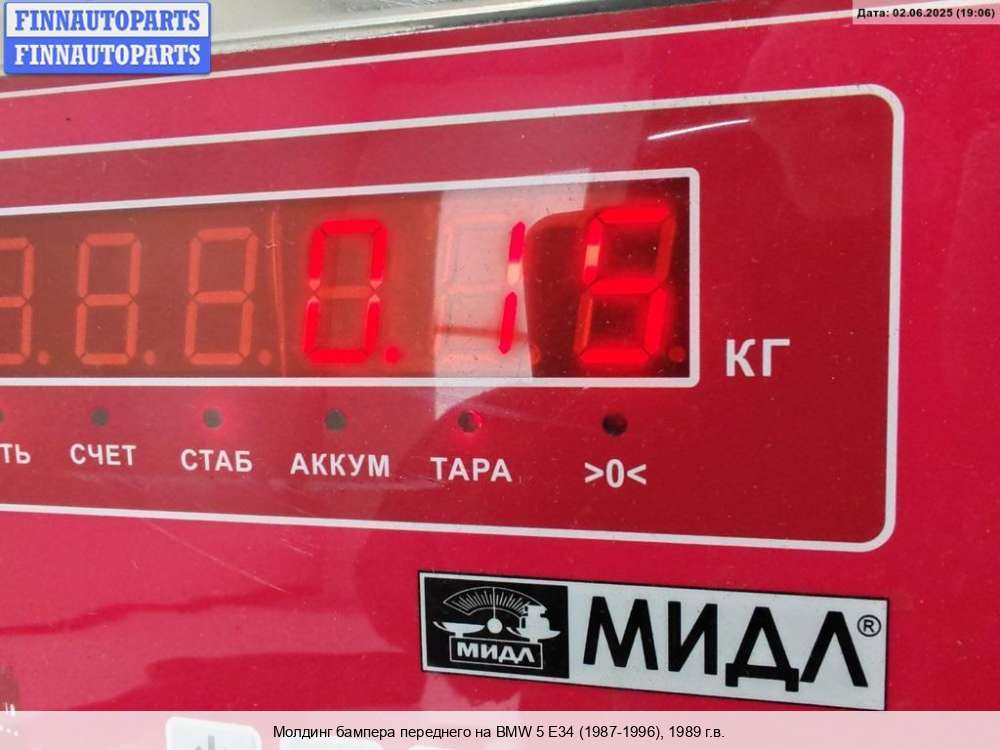 FINNAUTOPARTS
FINNAUTOPARTS
Дата: 02.06.2025 (19:06)
0.15
КГ
ТЬ СЧЕТ СТАБ АККУМ ТАРА >0<
МИДЛ МИДЛ®
Молдинг бампера переднего на BMW 5 E34 (1987-1996), 1989 г.в.